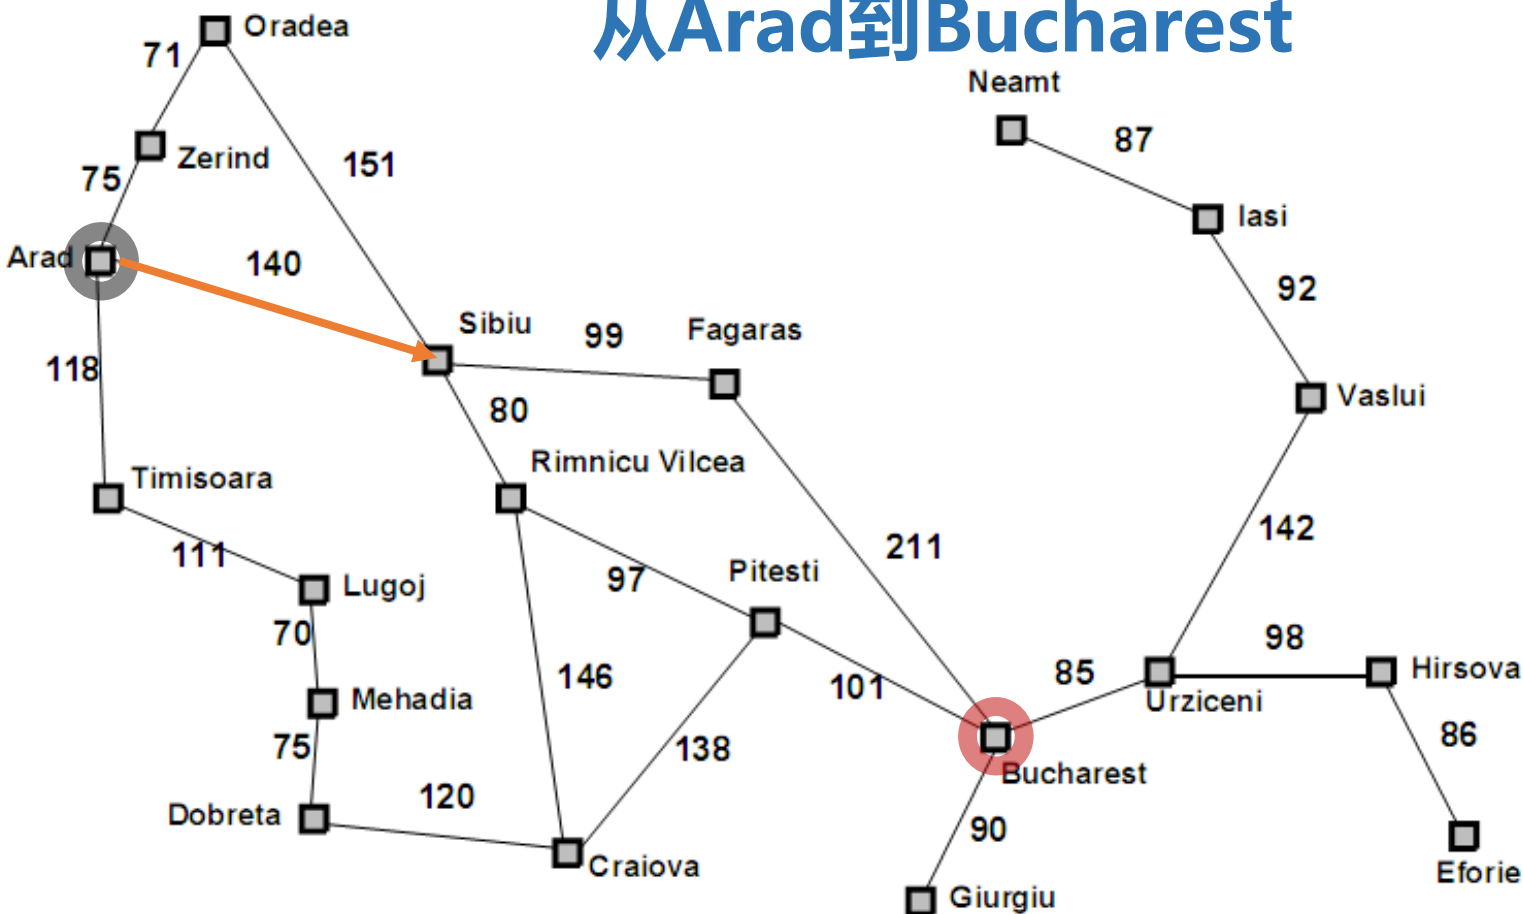 从Arad到Bucharest
Oradea
71
Neamt
87
Zerind
151
75
Iasi
Arad
140
92
Sibiu
99
Fagaras
118
Vaslui
80
Rimnicu Vilcea
Timisoara
142
211
111
Pitesti
97
Lugoj
70
98
146
85
Hirsova
101
Urziceni
Mehadia
86
75
138
Bucharest
120
Dobreta
90
Craiova
Eforie
Giurgiu